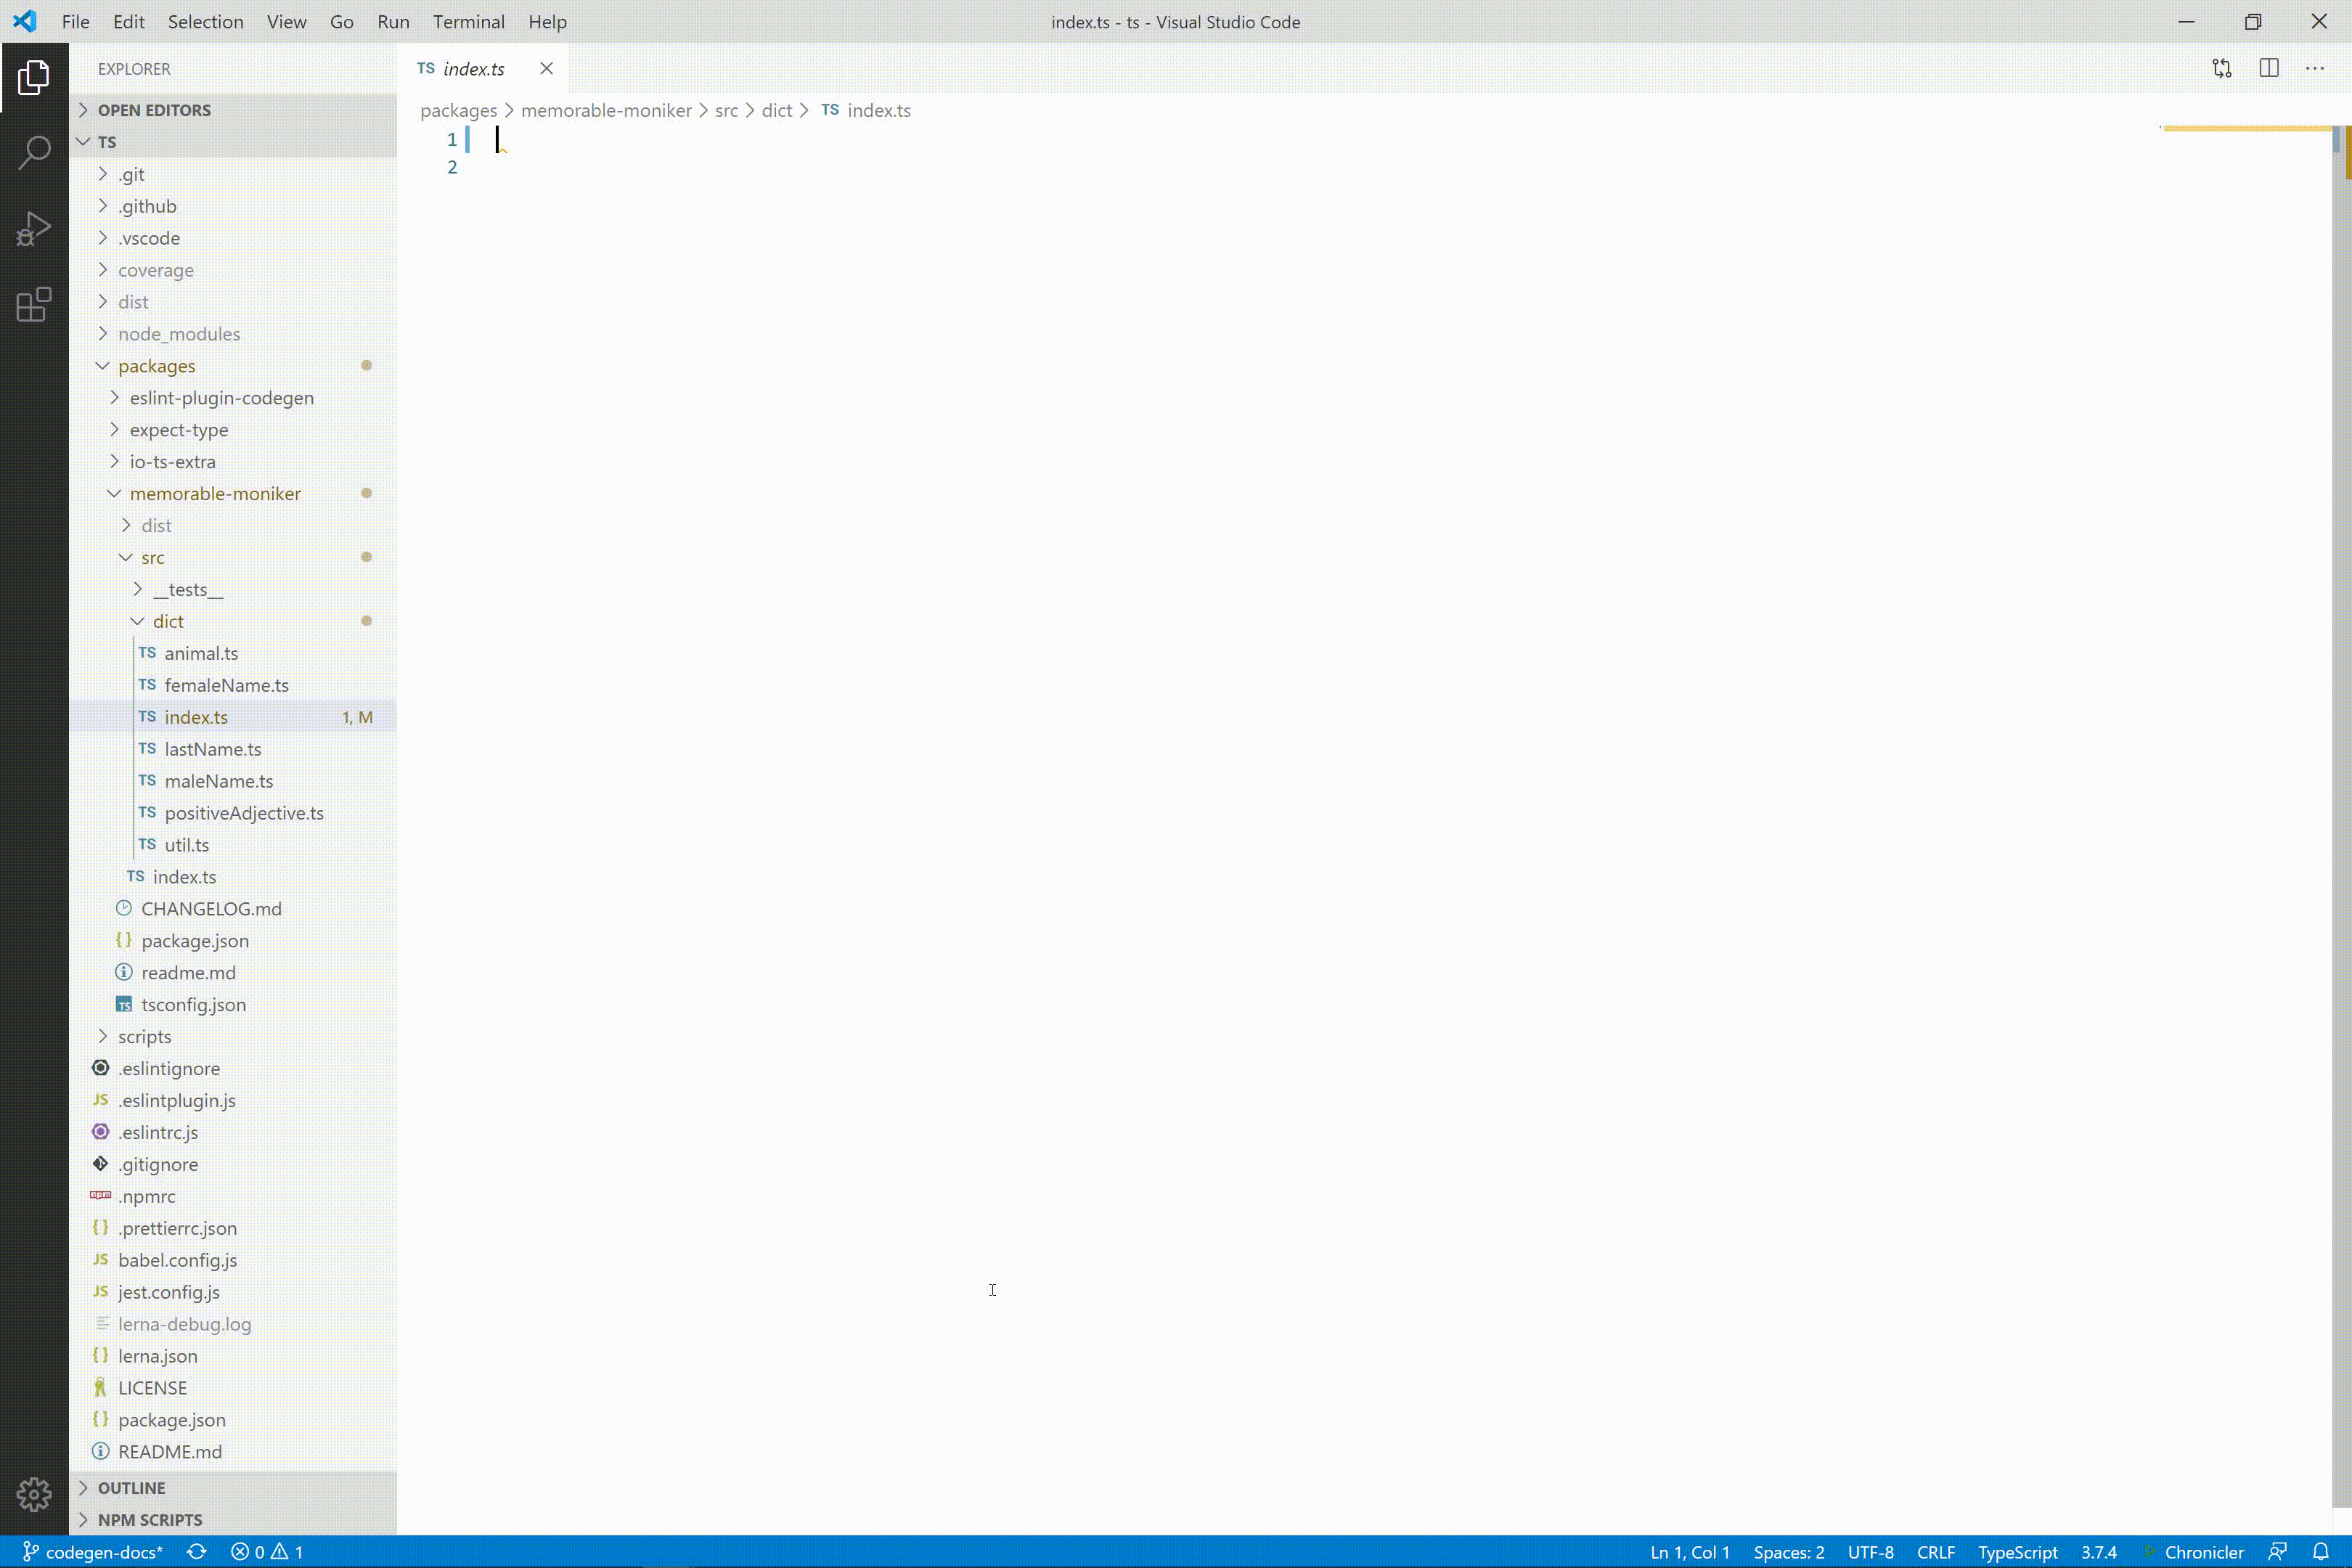 File Edit Selection View Go Run Terminal Help index.ts - ts - Visual Studio Code
EXPLORER
OPEN EDITORS
TS
.git
.github
.vscode
coverage
dist
node_modules
packages
eslint-plugin-codegen
expect-type
io-ts-extra
memorable-moniker
dist
src
__tests__
dict
TS animal.ts
TS femaleName.ts
TS index.ts 1, M
TS lastName.ts
TS maleName.ts
TS positiveAdjective.ts
TS util.ts
TS index.ts
CHANGELOG.md
{} package.json
readme.md
TS tsconfig.json
scripts
.eslintignore
JS .eslintplugin.js
.eslintrc.js
.gitignore
npm .npmrc
{} .prettierrc.json
JS babel.config.js
JS jest.config.js
lerna-debug.log
{} lerna.json
LICENSE
{} package.json
README.md
OUTLINE
NPM SCRIPTS
TS index.ts
packages > memorable-moniker > src > dict > TS index.ts
1
2
codegen-docs* 0 1 Ln 1, Col 1 Spaces: 2 UTF-8 CRLF TypeScript 3.7.4 Chronicler